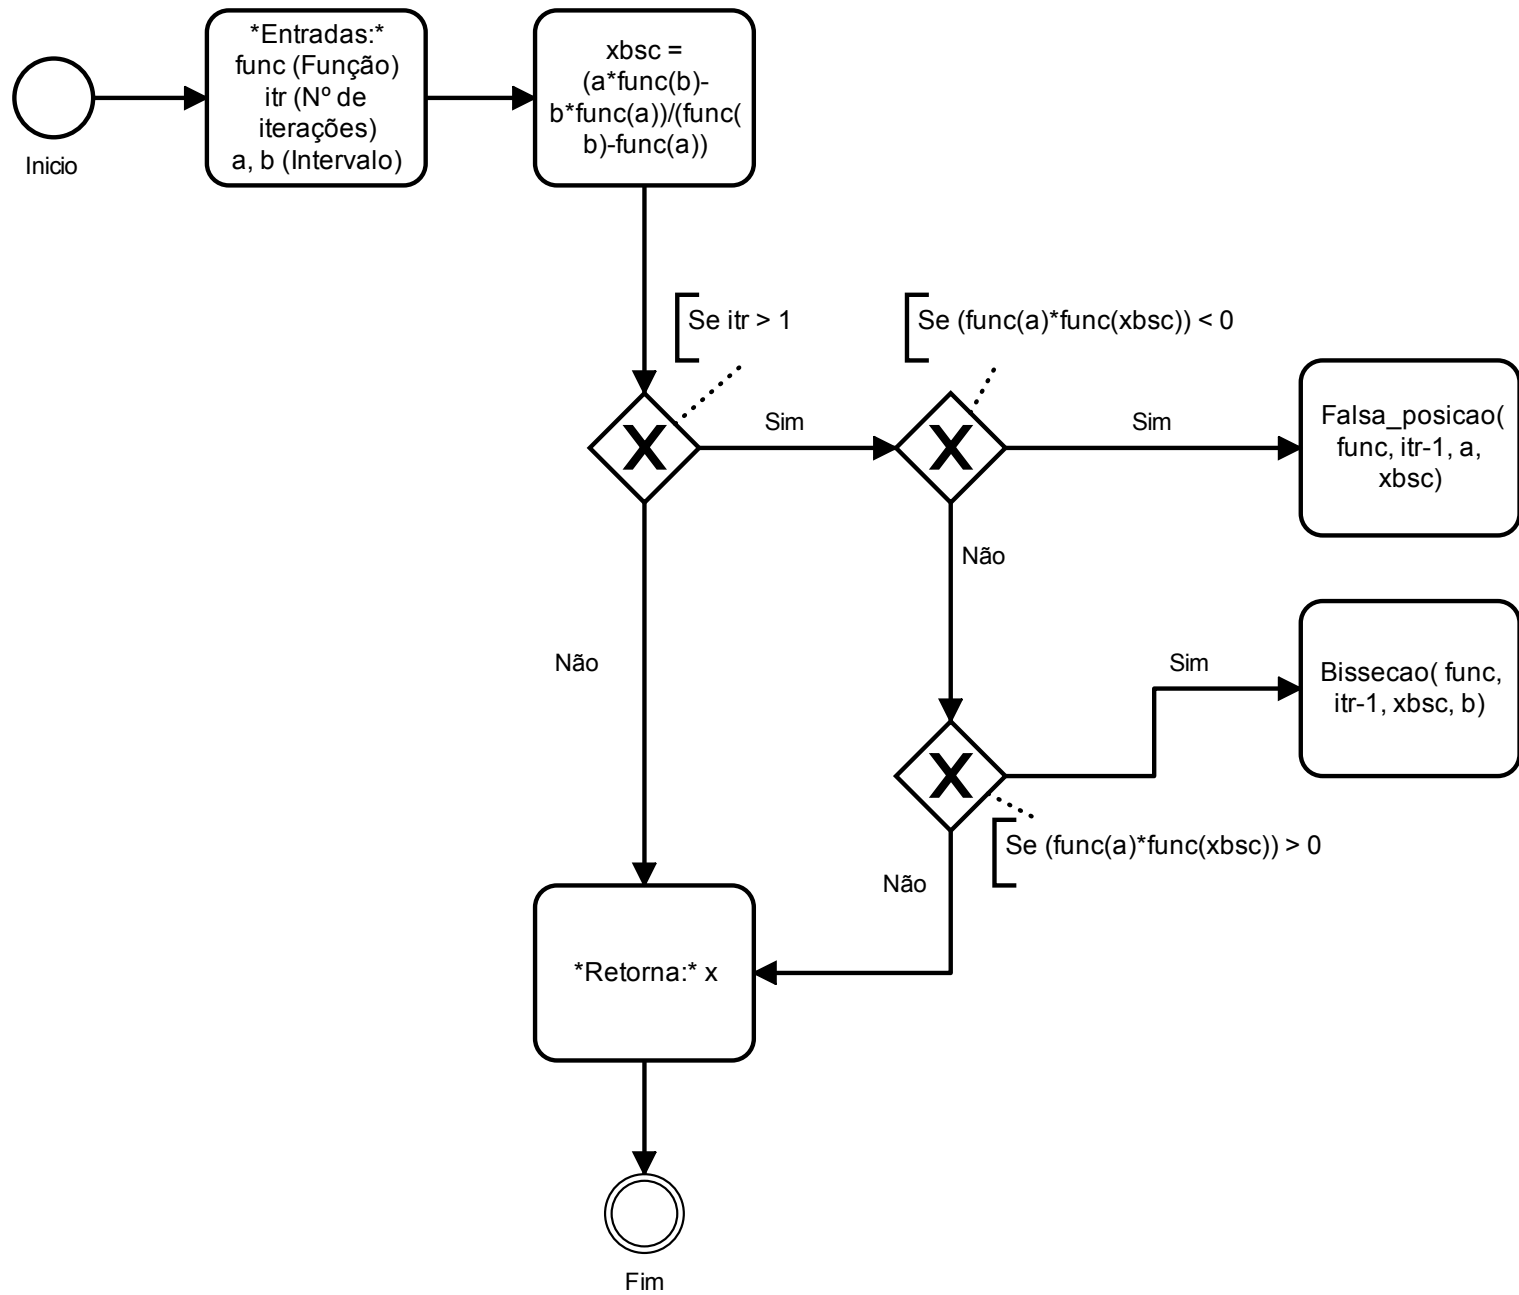 *Entradas:*
func (Função)
itr (Nº de
iterações)
a, b (Intervalo)
xbsc =
(a*func(b)-
b*func(a))/(func(
b)-func(a))
Inicio
Se itr > 1
Se (func(a)*func(xbsc)) < 0
Sim
Sim
Falsa_posicao(
func, itr-1, a,
xbsc)
Não
Não
Sim
Bissecao( func,
itr-1, xbsc, b)
Se (func(a)*func(xbsc)) > 0
Não
*Retorna:* x
Fim
X
X
X